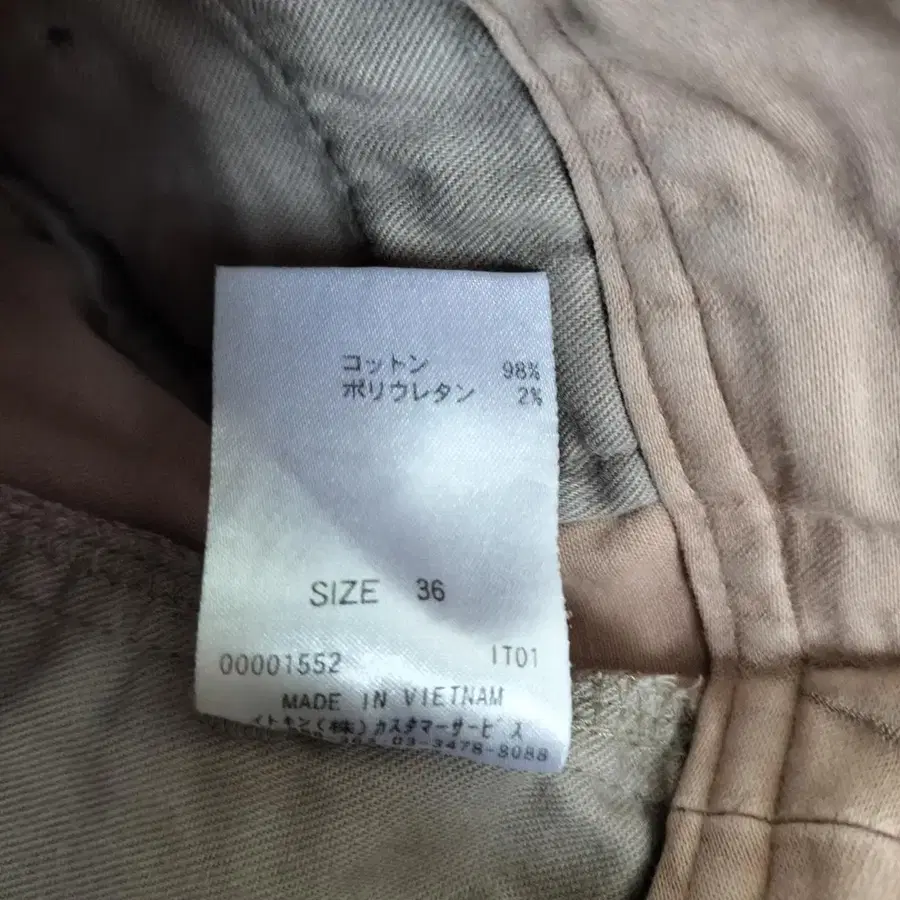 コットン 98%
ポリウレタン 2%
SIZE 36
00001552 IT01
MADE IN VIETNAM
イトキン(株)カスタマーサービス
03-3478-8088